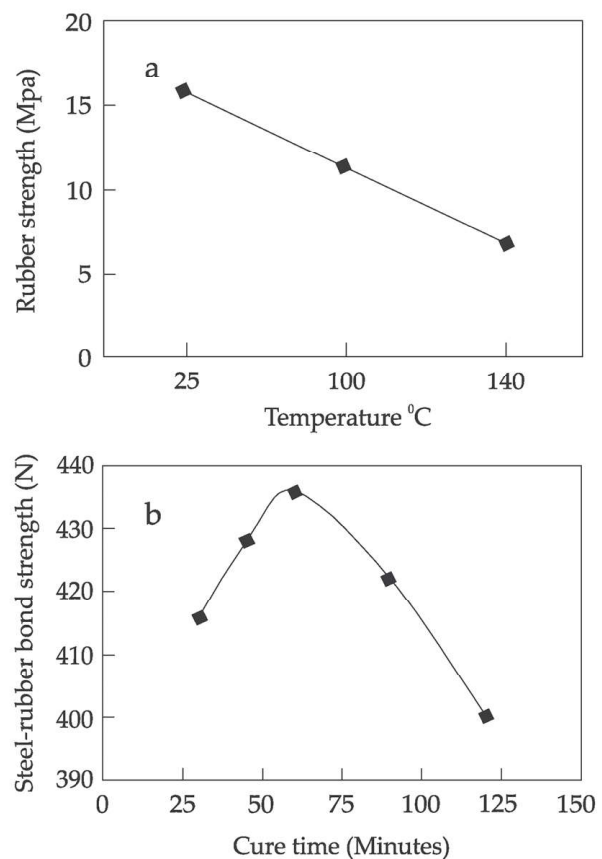 20
a
15
10
5
0
25 100 140
Rubber strength (Mpa)
Temperature ⁰C
440
b
430
420
410
400
390
0 25 50 75 100 125 150
Steel-rubber bond strength (N)
Cure time (Minutes)